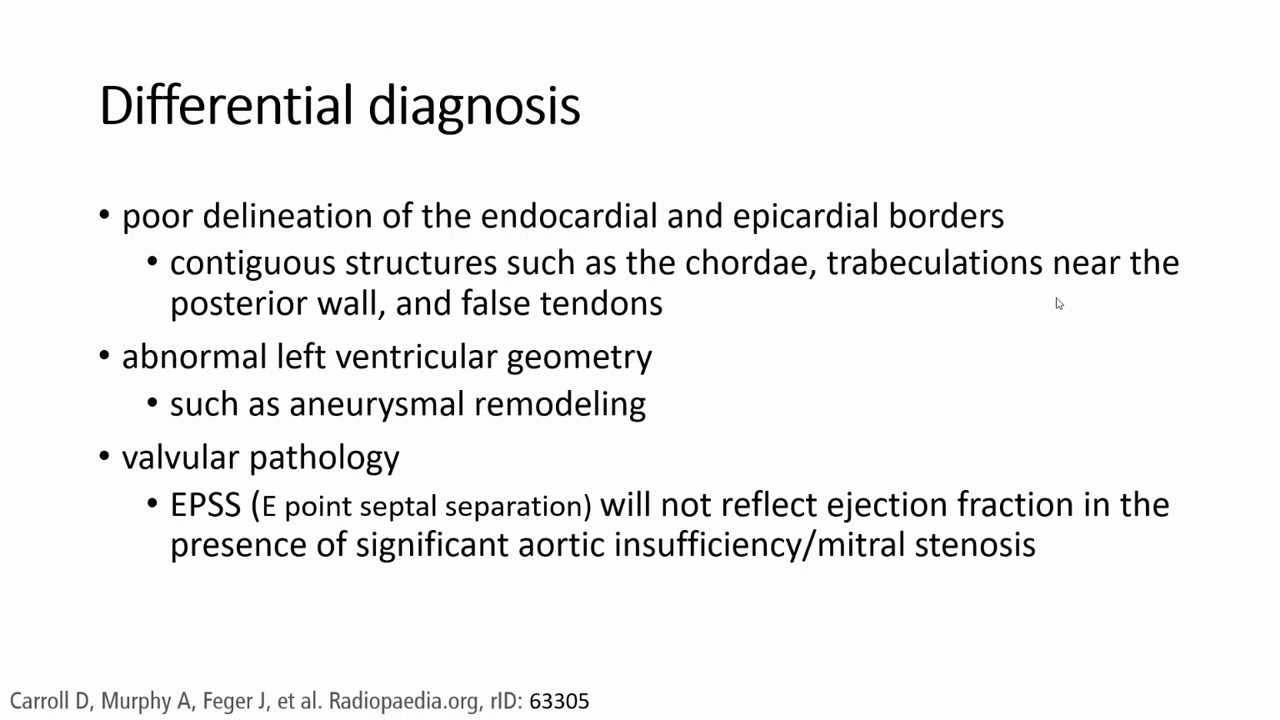 Differential diagnosis
• poor delineation of the endocardial and epicardial borders
• contiguous structures such as the chordae, trabeculations near the
posterior wall, and false tendons
• abnormal left ventricular geometry
• such as aneurysmal remodeling
• valvular pathology
• EPSS (E point septal separation) will not reflect ejection fraction in the
presence of significant aortic insufficiency/mitral stenosis
Carroll D, Murphy A, Feger J, et al. Radiopaedia.org, rID: 63305